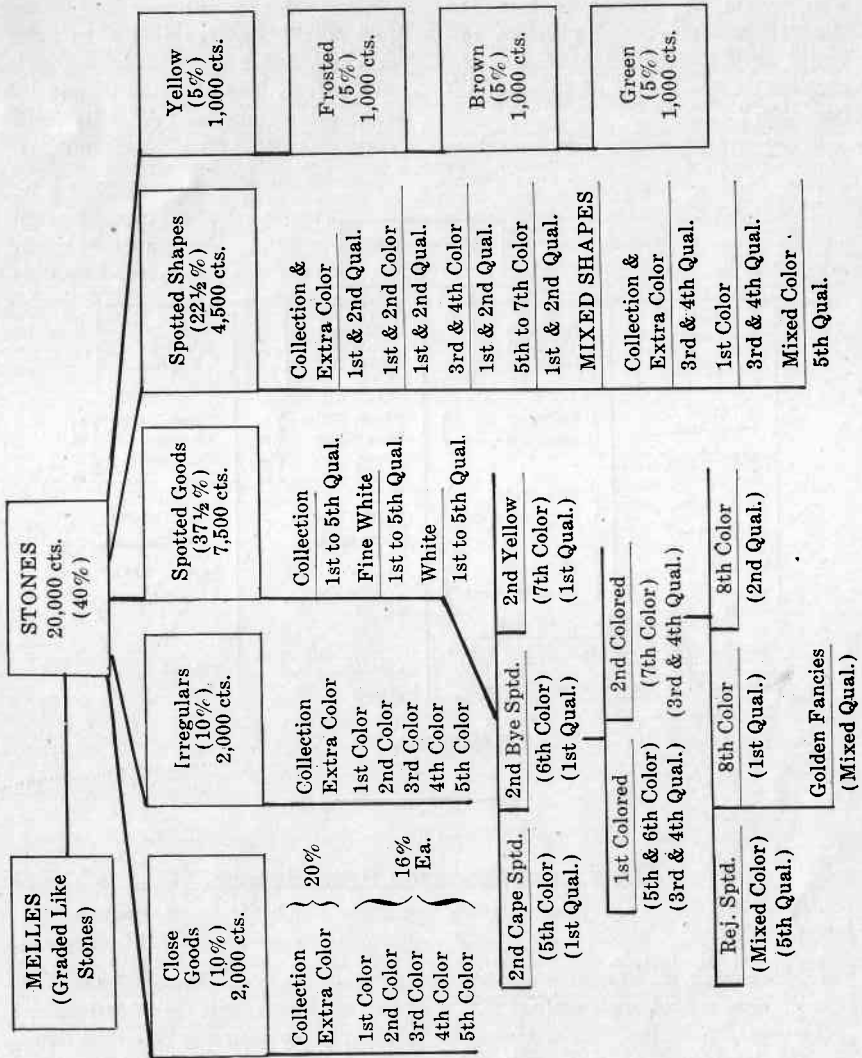 MELLES
(Graded Like
Stones)
STONES
20,000 cts.
(40%)
Close
Goods
(10%)
2,000 cts.
Collection
Extra Color
20%
1st Color
2nd Color
3rd Color
4th Color
5th Color
16%
Ea.
Irregulars
(10%)
2,000 cts.
Collection
Extra Color
1st Color
2nd Color
3rd Color
4th Color
5th Color
Spotted Goods
(37½%)
7,500 cts.
Collection
1st to 5th Qual.
Fine White
1st to 5th Qual.
White
1st to 5th Qual.
Spotted Shapes
(22½%)
4,500 cts.
Collection &
Extra Color
1st & 2nd Qual.
1st & 2nd Color
1st & 2nd Qual.
3rd & 4th Color
1st & 2nd Qual.
5th to 7th Color
1st & 2nd Qual.
MIXED SHAPES
Collection &
Extra Color
3rd & 4th Qual.
1st Color
3rd & 4th Qual.
Mixed Color
5th Qual.
Yellow
(5%)
1,000 cts.
Frosted
(5%)
1,000 cts.
Brown
(5%)
1,000 cts.
Green
(5%)
1,000 cts.
2nd Cape Sptd.
(5th Color)
(1st Qual.)
2nd Bye Sptd.
(6th Color)
(1st Qual.)
2nd Yellow
(7th Color)
(1st Qual.)
1st Colored
(5th & 6th Color)
(3rd & 4th Qual.)
2nd Colored
(7th Color)
(3rd & 4th Qual.)
Rej. Sptd.
(Mixed Color)
(5th Qual.)
8th Color
(1st Qual.)
8th Color
(2nd Qual.)
Golden Fancies
(Mixed Qual.)